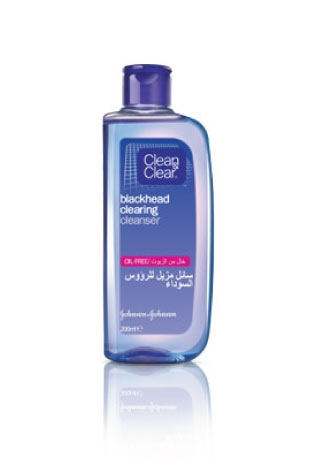 Clean &
Clear®
blackhead
clearing
cleanser
OIL-FREE/ خال من الزيوت
سائل مزيل للرؤوس
السوداء
Johnson & Johnson
200ml e